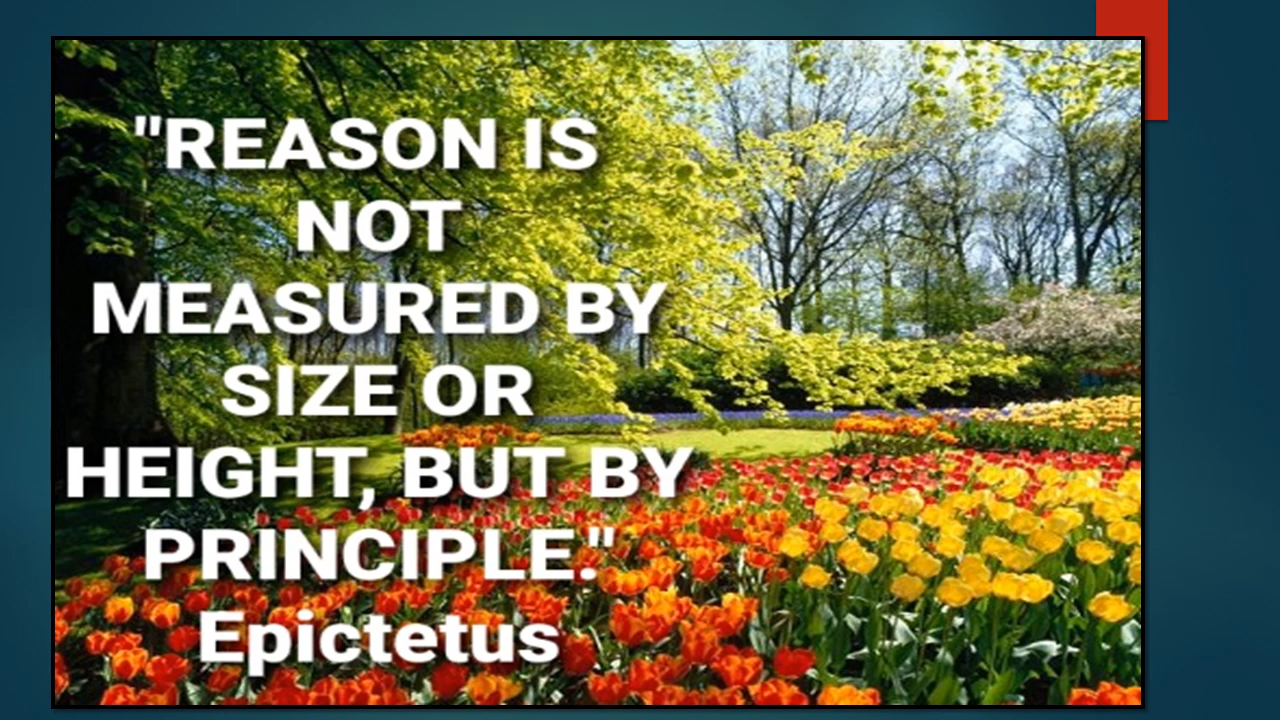 "REASON IS
NOT
MEASURED BY
SIZE OR
HEIGHT, BUT BY
PRINCIPLE."
Epictetus